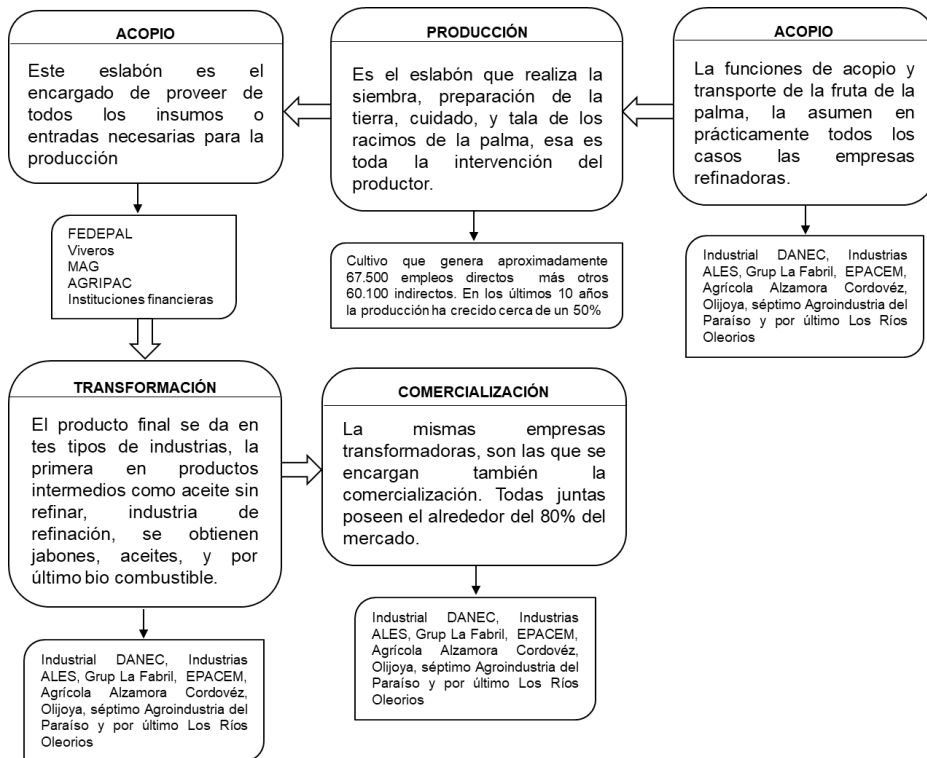 ACOPIO
Este eslabón es el
encargado de proveer de
todos los insumos o
entradas necesarias para la
producción
FEDEPAL
Viveros
MAG
AGRIPAC
Instituciones financieras
PRODUCCIÓN
Es el eslabón que realiza la
siembra, preparación de la
tierra, cuidado, y tala de los
racimos de la palma, esa es
toda la intervención del
productor.
Cultivo que genera aproximadamente
67.500 empleos directos más otros
60.100 indirectos. En los últimos 10 años
la producción ha crecido cerca de un 50%
ACOPIO
La funciones de acopio y
transporte de la fruta de la
palma, la asumen en
prácticamente todos los
casos las empresas
refinadoras.
Industrial DANEC, Industrias
ALES, Grup La Fabril, EPACEM,
Agrícola Alzamora Cordovéz,
Olijoya, séptimo Agroindustria del
Paraíso y por último Los Ríos
Oleorios
TRANSFORMACIÓN
El producto final se da en
tes tipos de industrias, la
primera en productos
intermedios como aceite sin
refinar, industria de
refinación, se obtienen
jabones, aceites, y por
último bio combustible.
Industrial DANEC, Industrias
ALES, Grup La Fabril, EPACEM,
Agrícola Alzamora Cordovéz,
Olijoya, séptimo Agroindustria del
Paraíso y por último Los Ríos
Oleorios
COMERCIALIZACIÓN
La mismas empresas
transformadoras, son las que se
encargan también la
comercialización. Todas juntas
poseen el alrededor del 80% del
mercado.
Industrial DANEC, Industrias
ALES, Grup La Fabril, EPACEM,
Agrícola Alzamora Cordovéz,
Olijoya, séptimo Agroindustria del
Paraíso y por último Los Ríos
Oleorios